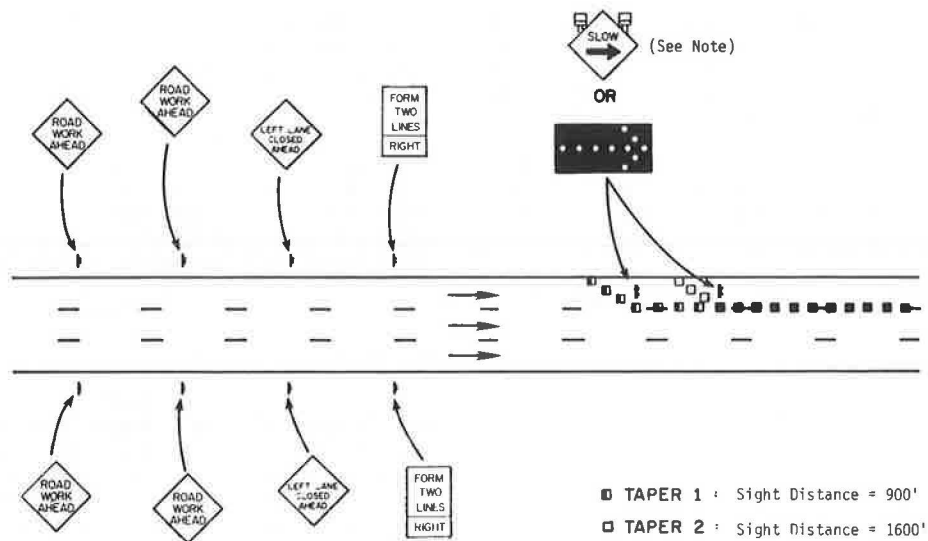 SLOW
(See Note)
OR
ROAD
WORK
AHEAD
ROAD
WORK
AHEAD
LEFT LANE
CLOSED
AHEAD
FORM
TWO
LINES
RIGHT
ROAD
WORK
AHEAD
ROAD
WORK
AHEAD
LEFT LANE
CLOSED
AHEAD
FORM
TWO
LINES
RIGHT
TAPER 1 : Sight Distance = 900'
TAPER 2 : Sight Distance = 1600'